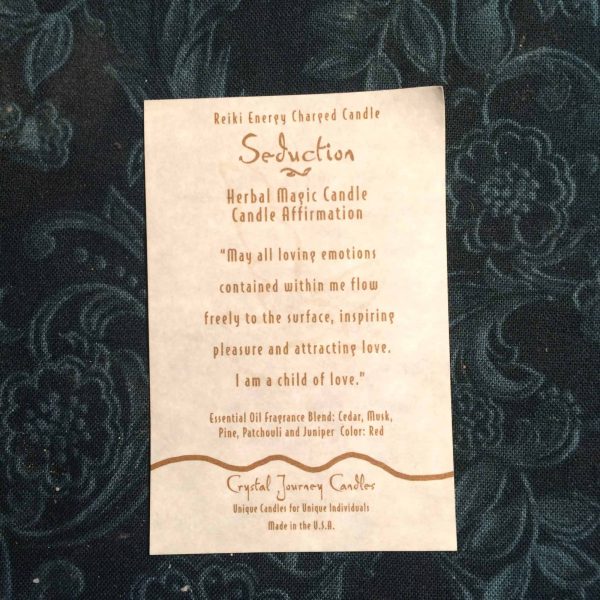 Reiki Energy Charged Candle
Seduction
Herbal Magic Candle
Candle Affirmation
"May all loving emotions
contained within me flow
freely to the surface, inspiring
pleasure and attracting love.
I am a child of love."
Essential Oil Fragrance Blend: Cedar, Musk,
Pine, Patchouli and Juniper Color: Red
Crystal Journey Candles
Unique Candles for Unique Individuals
Made in the U.S.A.